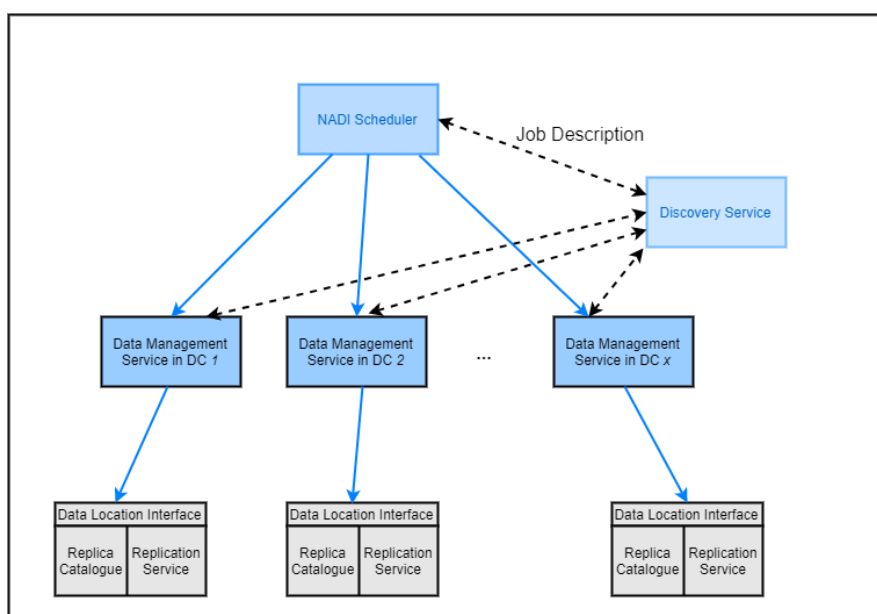 NADI Scheduler
Job Description
Discovery Service
Data Management
Service in DC 1
Data Management
Service in DC 2
...
Data Management
Service in DC x
Data Location Interface
Replica
Catalogue
Replication
Service
Data Location Interface
Replica
Catalogue
Replication
Service
Data Location Interface
Replica
Catalogue
Replication
Service